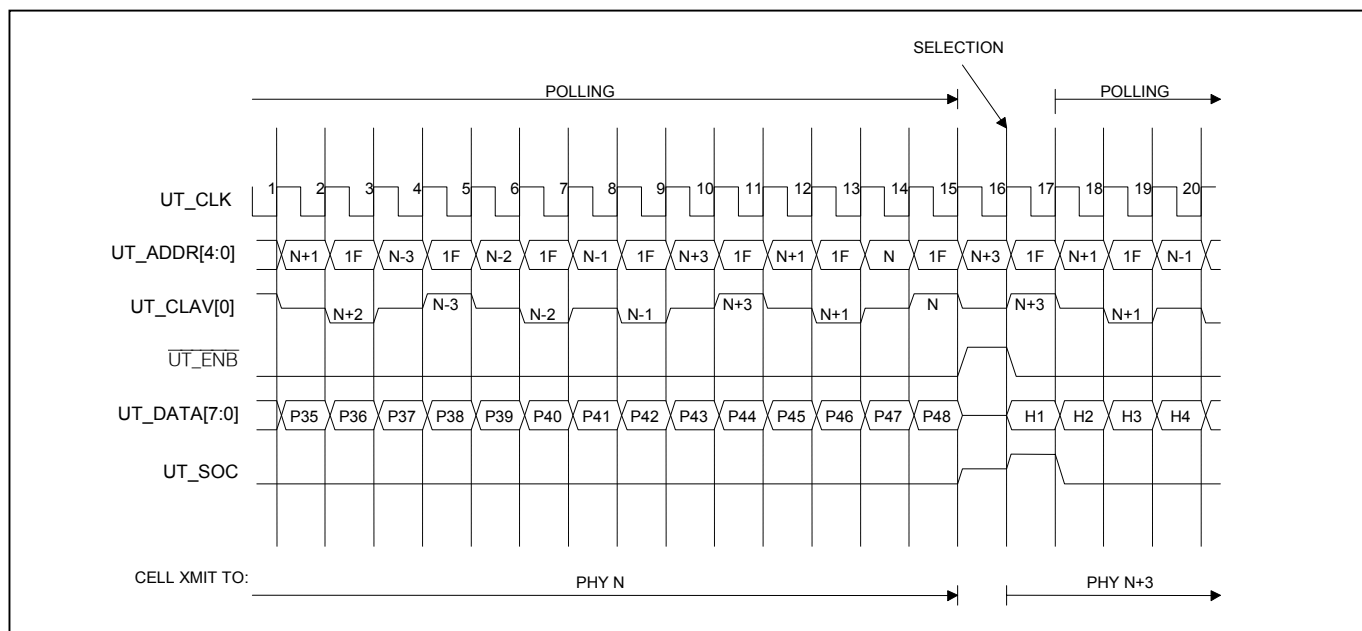 SELECTION
POLLING POLLING
UT_CLK 1 2 3 4 5 6 7 8 9 10 11 12 13 14 15 16 17 18 19 20
UT_ADDR[4:0] N+1 1F N-3 1F N-2 1F N-1 1F N+3 1F N+1 1F N 1F N+3 1F N+1 1F N-1
UT_CLAV[0] N+2 N-3 N-2 N-1 N+3 N+1 N N+3 N+1
UT_ENB
UT_DATA[7:0] P35 P36 P37 P38 P39 P40 P41 P42 P43 P44 P45 P46 P47 P48 H1 H2 H3 H4
UT_SOC
CELL XMIT TO: PHY N PHY N+3